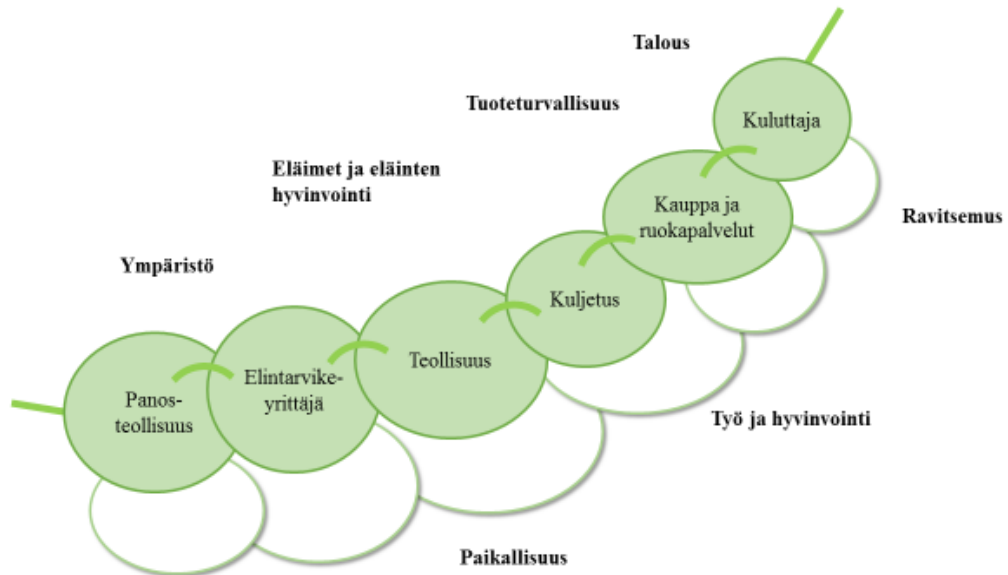 Talous
Tuoteturvallisuus
Kuluttaja
Eläimet ja eläinten
hyvinvointi
Kauppa ja
ruokapalvelut
Ravitsemus
Ympäristö
Kuljetus
Teollisuus
Elintarvike-
yrittäjä
Panos-
teollisuus
Työ ja hyvinvointi
Paikallisuus